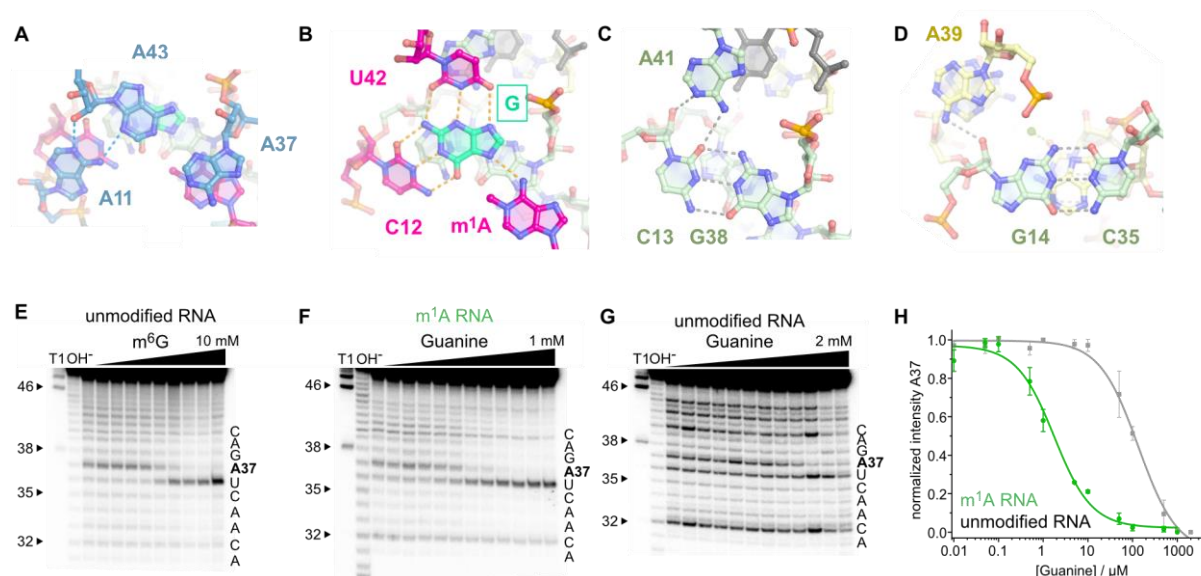 A
A43
A37
A11
B
U42
G
C12
m¹A
C
A41
C13
G38
D
A39
G14
C35
E
unmodified RNA
m⁶G
10 mM
T1 OH⁻
46
38
35
32
C
A
G
A37
U
C
A
A
C
A
F
m¹A RNA
Guanine
1 mM
T1 OH⁻
46
38
35
32
C
A
G
A37
U
C
A
A
C
A
G
unmodified RNA
Guanine
2 mM
T1OH⁻
46
38
35
32
C
A
G
A37
U
C
A
A
C
A
H
normalized intensity A37
1.0
0.8
0.6
0.4
0.2
0.0
m¹A RNA
unmodified RNA
0.01 0.1 1 10 100 1000
[Guanine] / µM